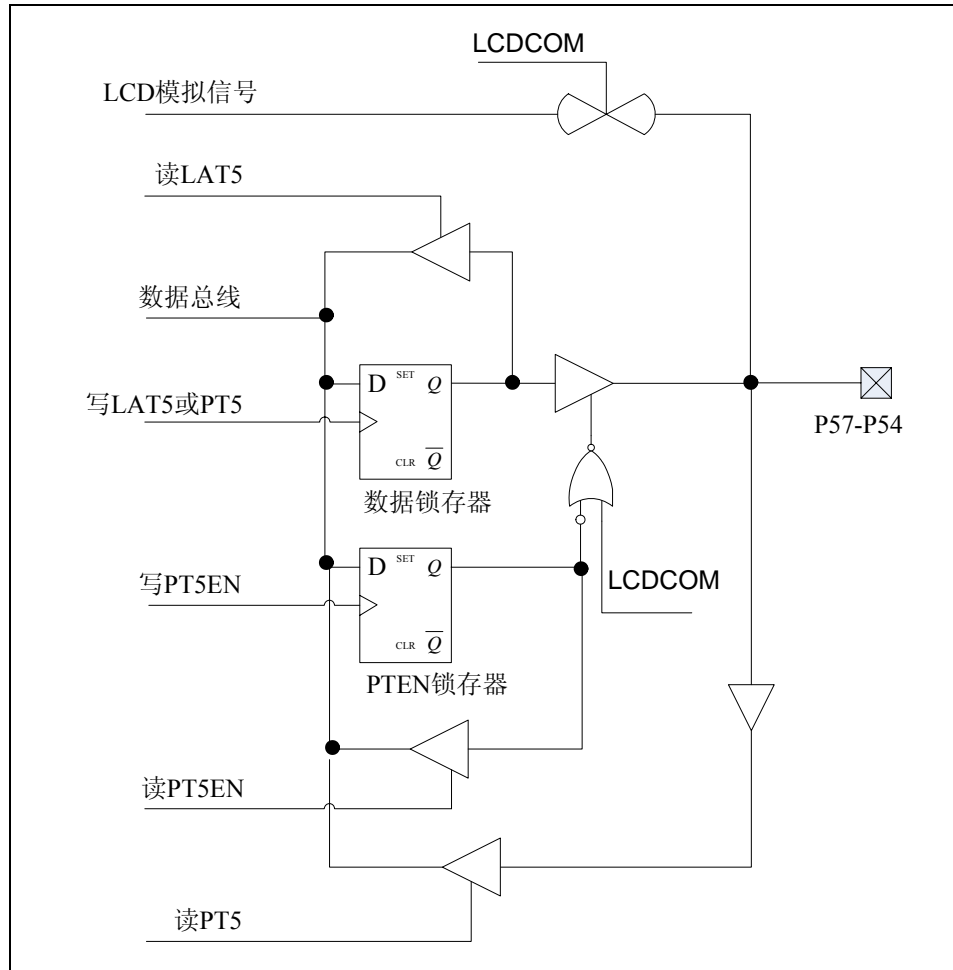 LCDCOM
LCD模拟信号
读LAT5
数据总线
D SET Q
写LAT5或PT5
P57-P54
CLR Q̅
数据锁存器
D SET Q
LCDCOM
写PT5EN
CLR Q̅
PTEN锁存器
读PT5EN
读PT5